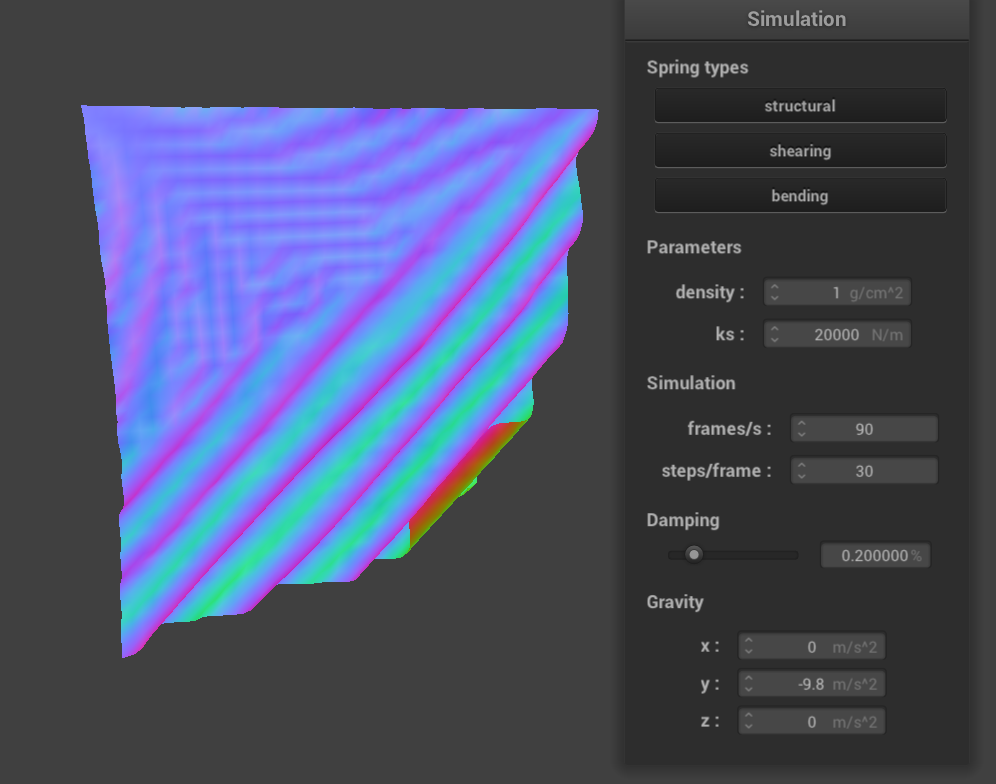 Simulation
Spring types
structural
shearing
bending
Parameters
density : 1 g/cm^2
ks : 20000 N/m
Simulation
frames/s : 90
steps/frame : 30
Damping
0.200000 %
Gravity
x : 0 m/s^2
y : -9.8 m/s^2
z : 0 m/s^2